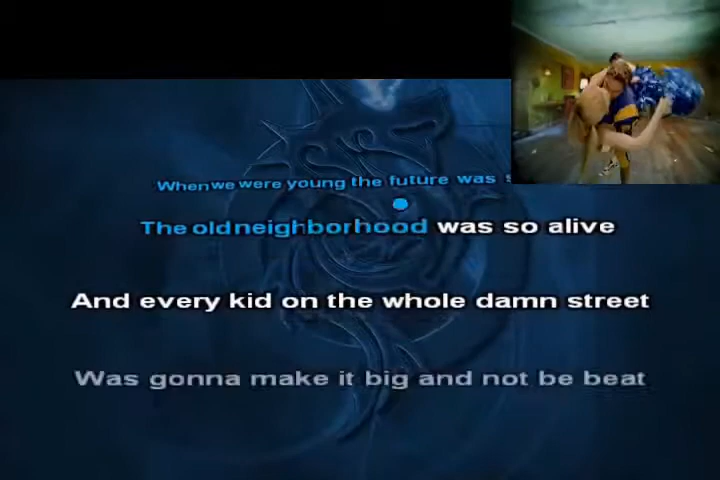 When we were young the future was
The old neighborhood was so alive
And every kid on the whole damn street
Was gonna make it big and not be beat